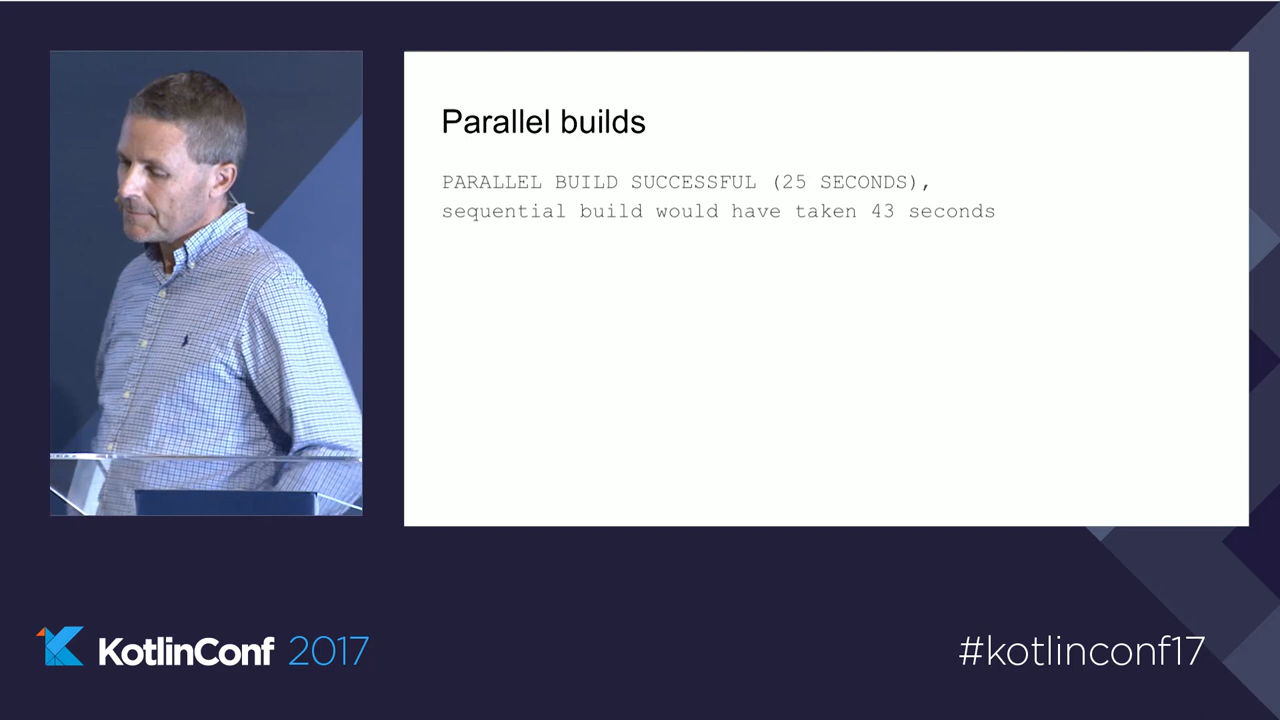 Parallel builds
PARALLEL BUILD SUCCESSFUL (25 SECONDS),
sequential build would have taken 43 seconds
KotlinConf 2017
#kotlinconf17